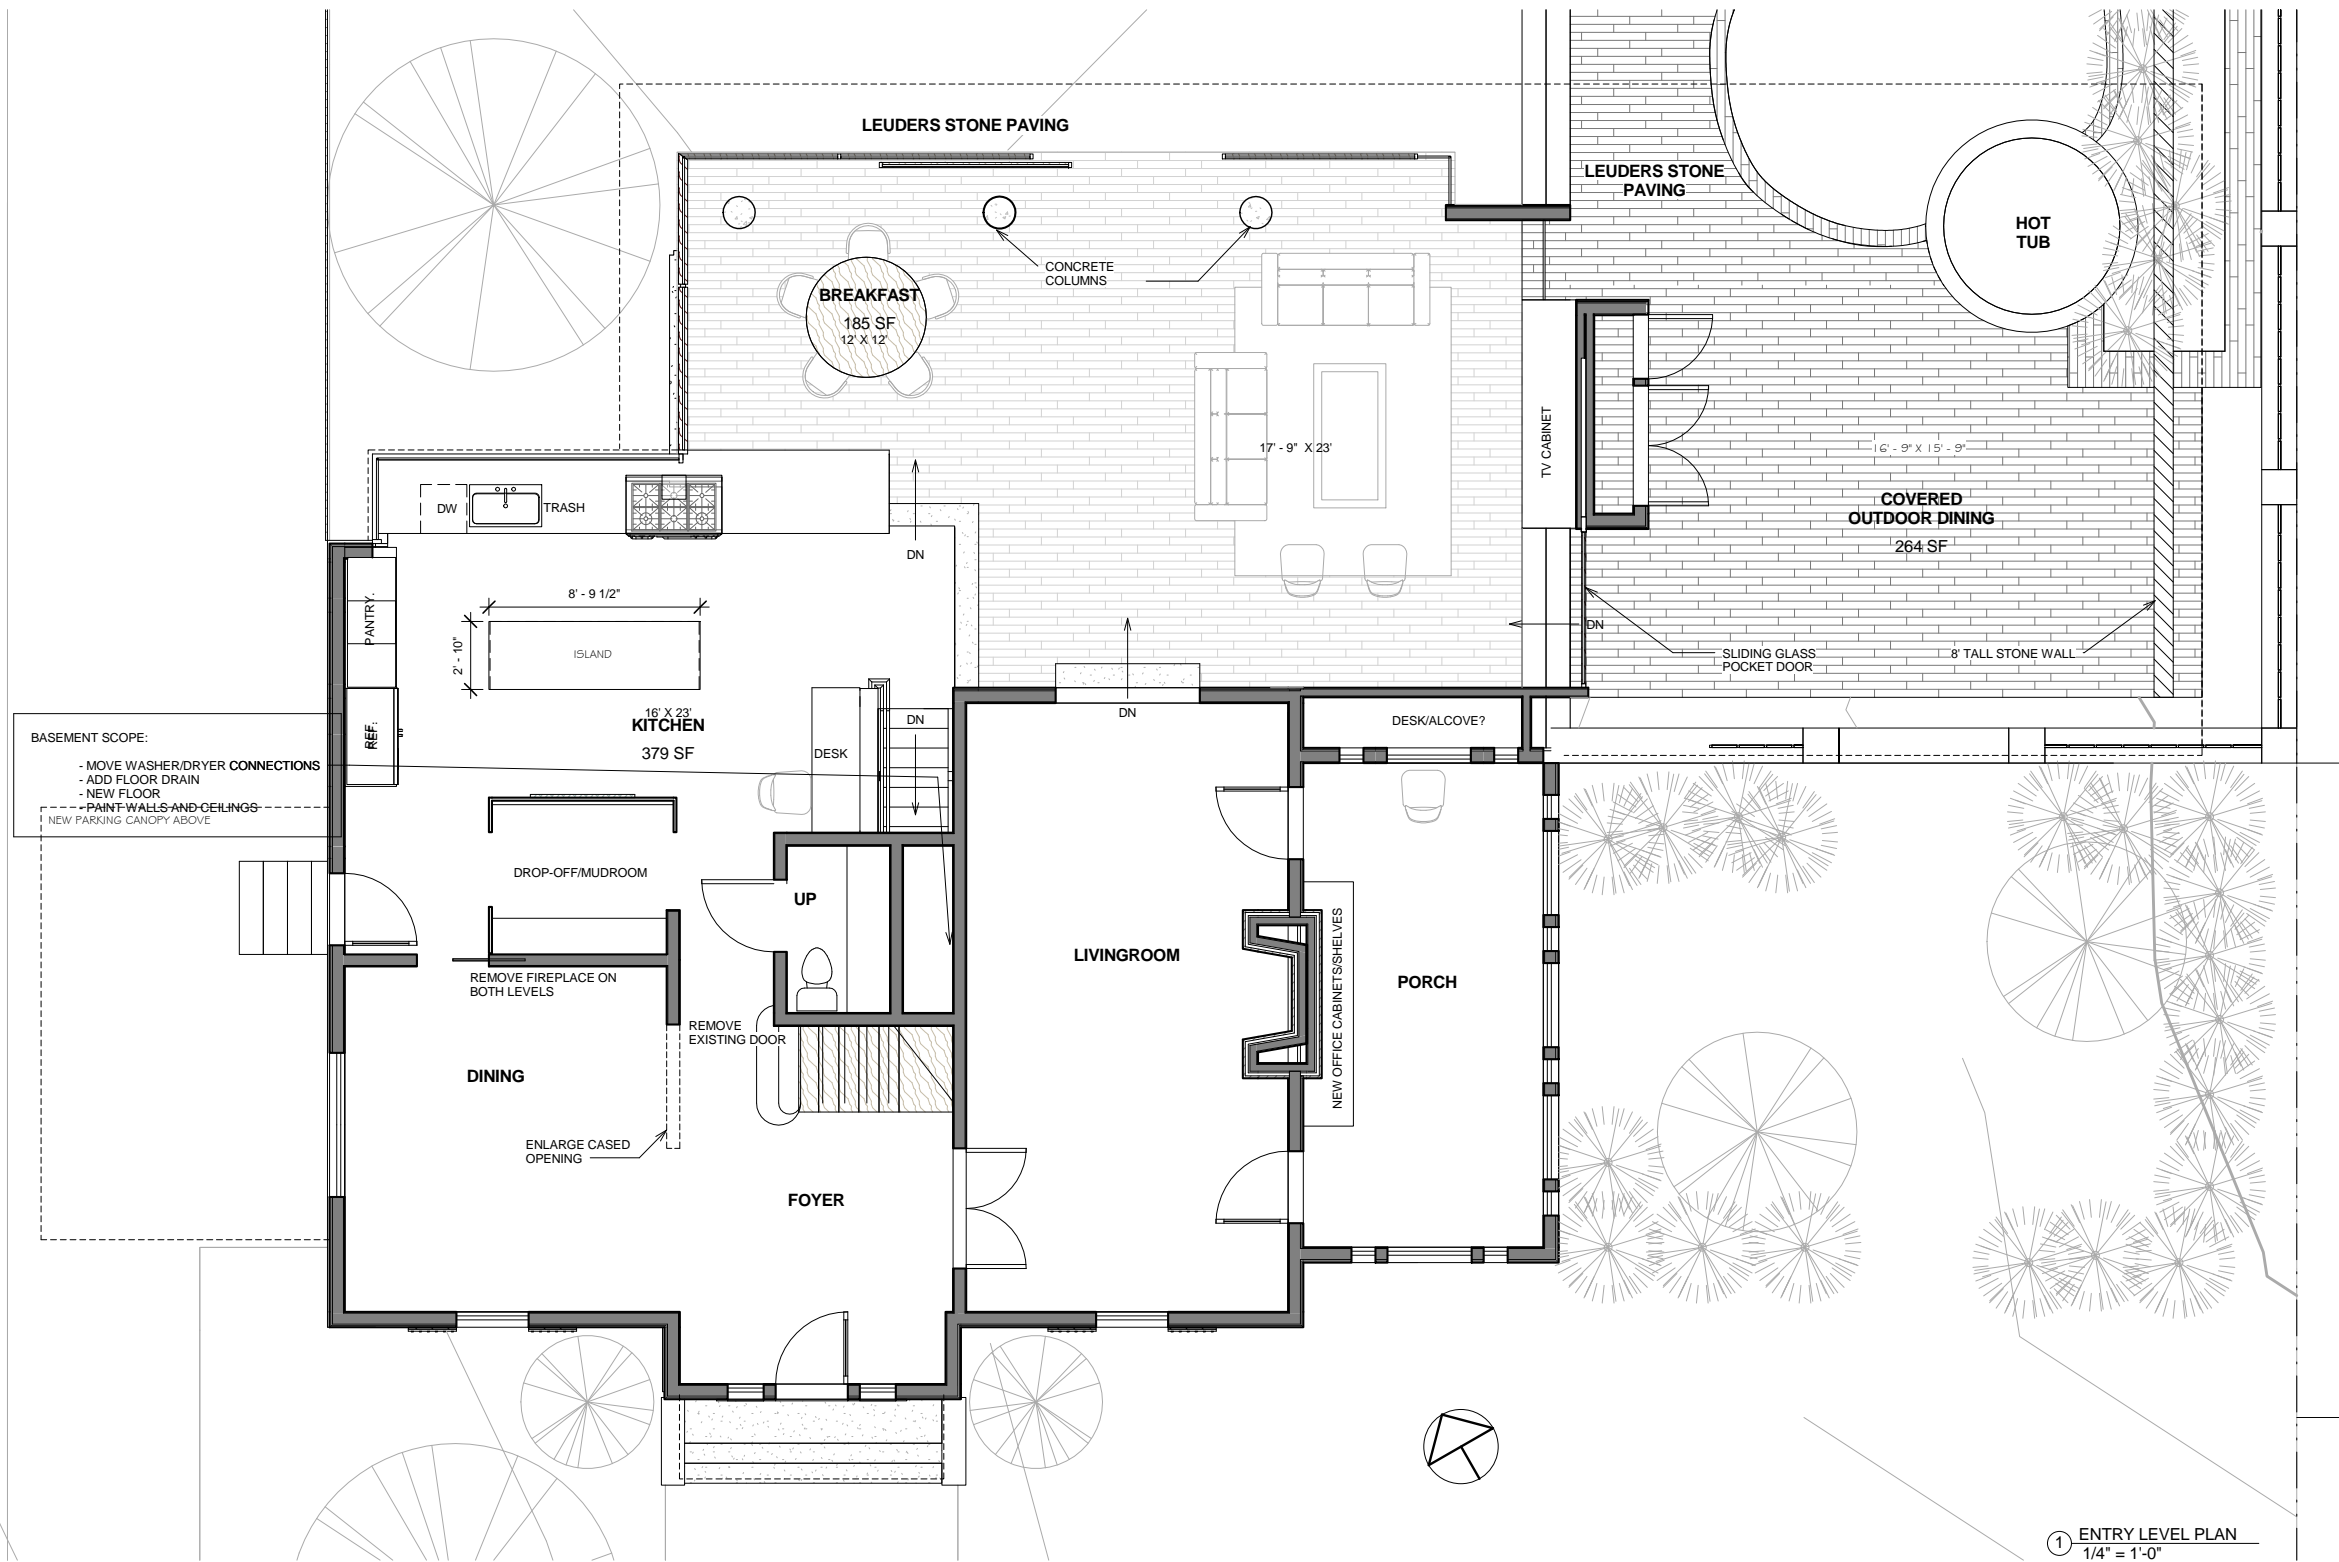 LEUDERS STONE PAVING
LEUDERS STONE
PAVING
HOT
TUB
CONCRETE
COLUMNS
BREAKFAST
185 SF
12' X 12'
17' - 9" X 23'
TV CABINET
16' - 9" X 15' - 9"
COVERED
OUTDOOR DINING
264 SF
DW
TRASH
DN
8' - 9 1/2"
2' - 10"
ISLAND
PANTRY.
REF.
REF.
16' X 23'
KITCHEN
379 SF
DESK
DN
DN
DN
SLIDING GLASS
POCKET DOOR
8' TALL STONE WALL
DESK/ALCOVE?
BASEMENT SCOPE:
- MOVE WASHER/DRYER CONNECTIONS
- ADD FLOOR DRAIN
- NEW FLOOR
- PAINT WALLS AND CEILINGS
NEW PARKING CANOPY ABOVE
DROP-OFF/MUDROOM
UP
REMOVE FIREPLACE ON
BOTH LEVELS
REMOVE
EXISTING DOOR
DINING
ENLARGE CASED
OPENING
FOYER
LIVINGROOM
NEW OFFICE CABINETS/SHELVES
PORCH
1
ENTRY LEVEL PLAN
1/4" = 1'-0"